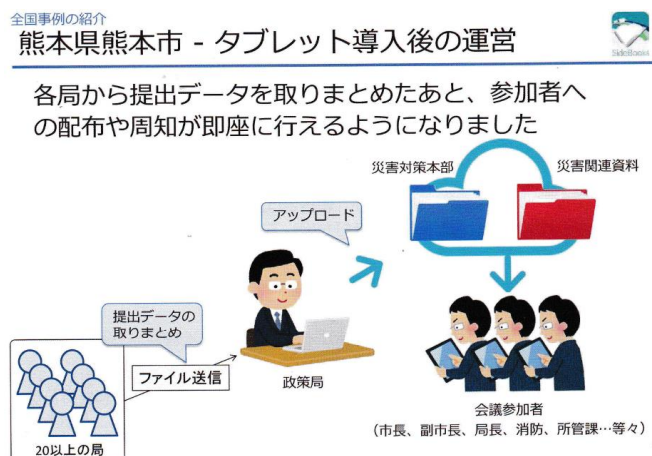 全国事例の紹介
熊本県熊本市 - タブレット導入後の運営
SideBooks
各局から提出データを取りまとめたあと、参加者へ
の配布や周知が即座に行えるようになりました
災害対策本部
災害関連資料
アップロード
提出データの
取りまとめ
ファイル送信
政策局
20以上の局
会議参加者
(市長、副市長、局長、消防、所管課…等々)